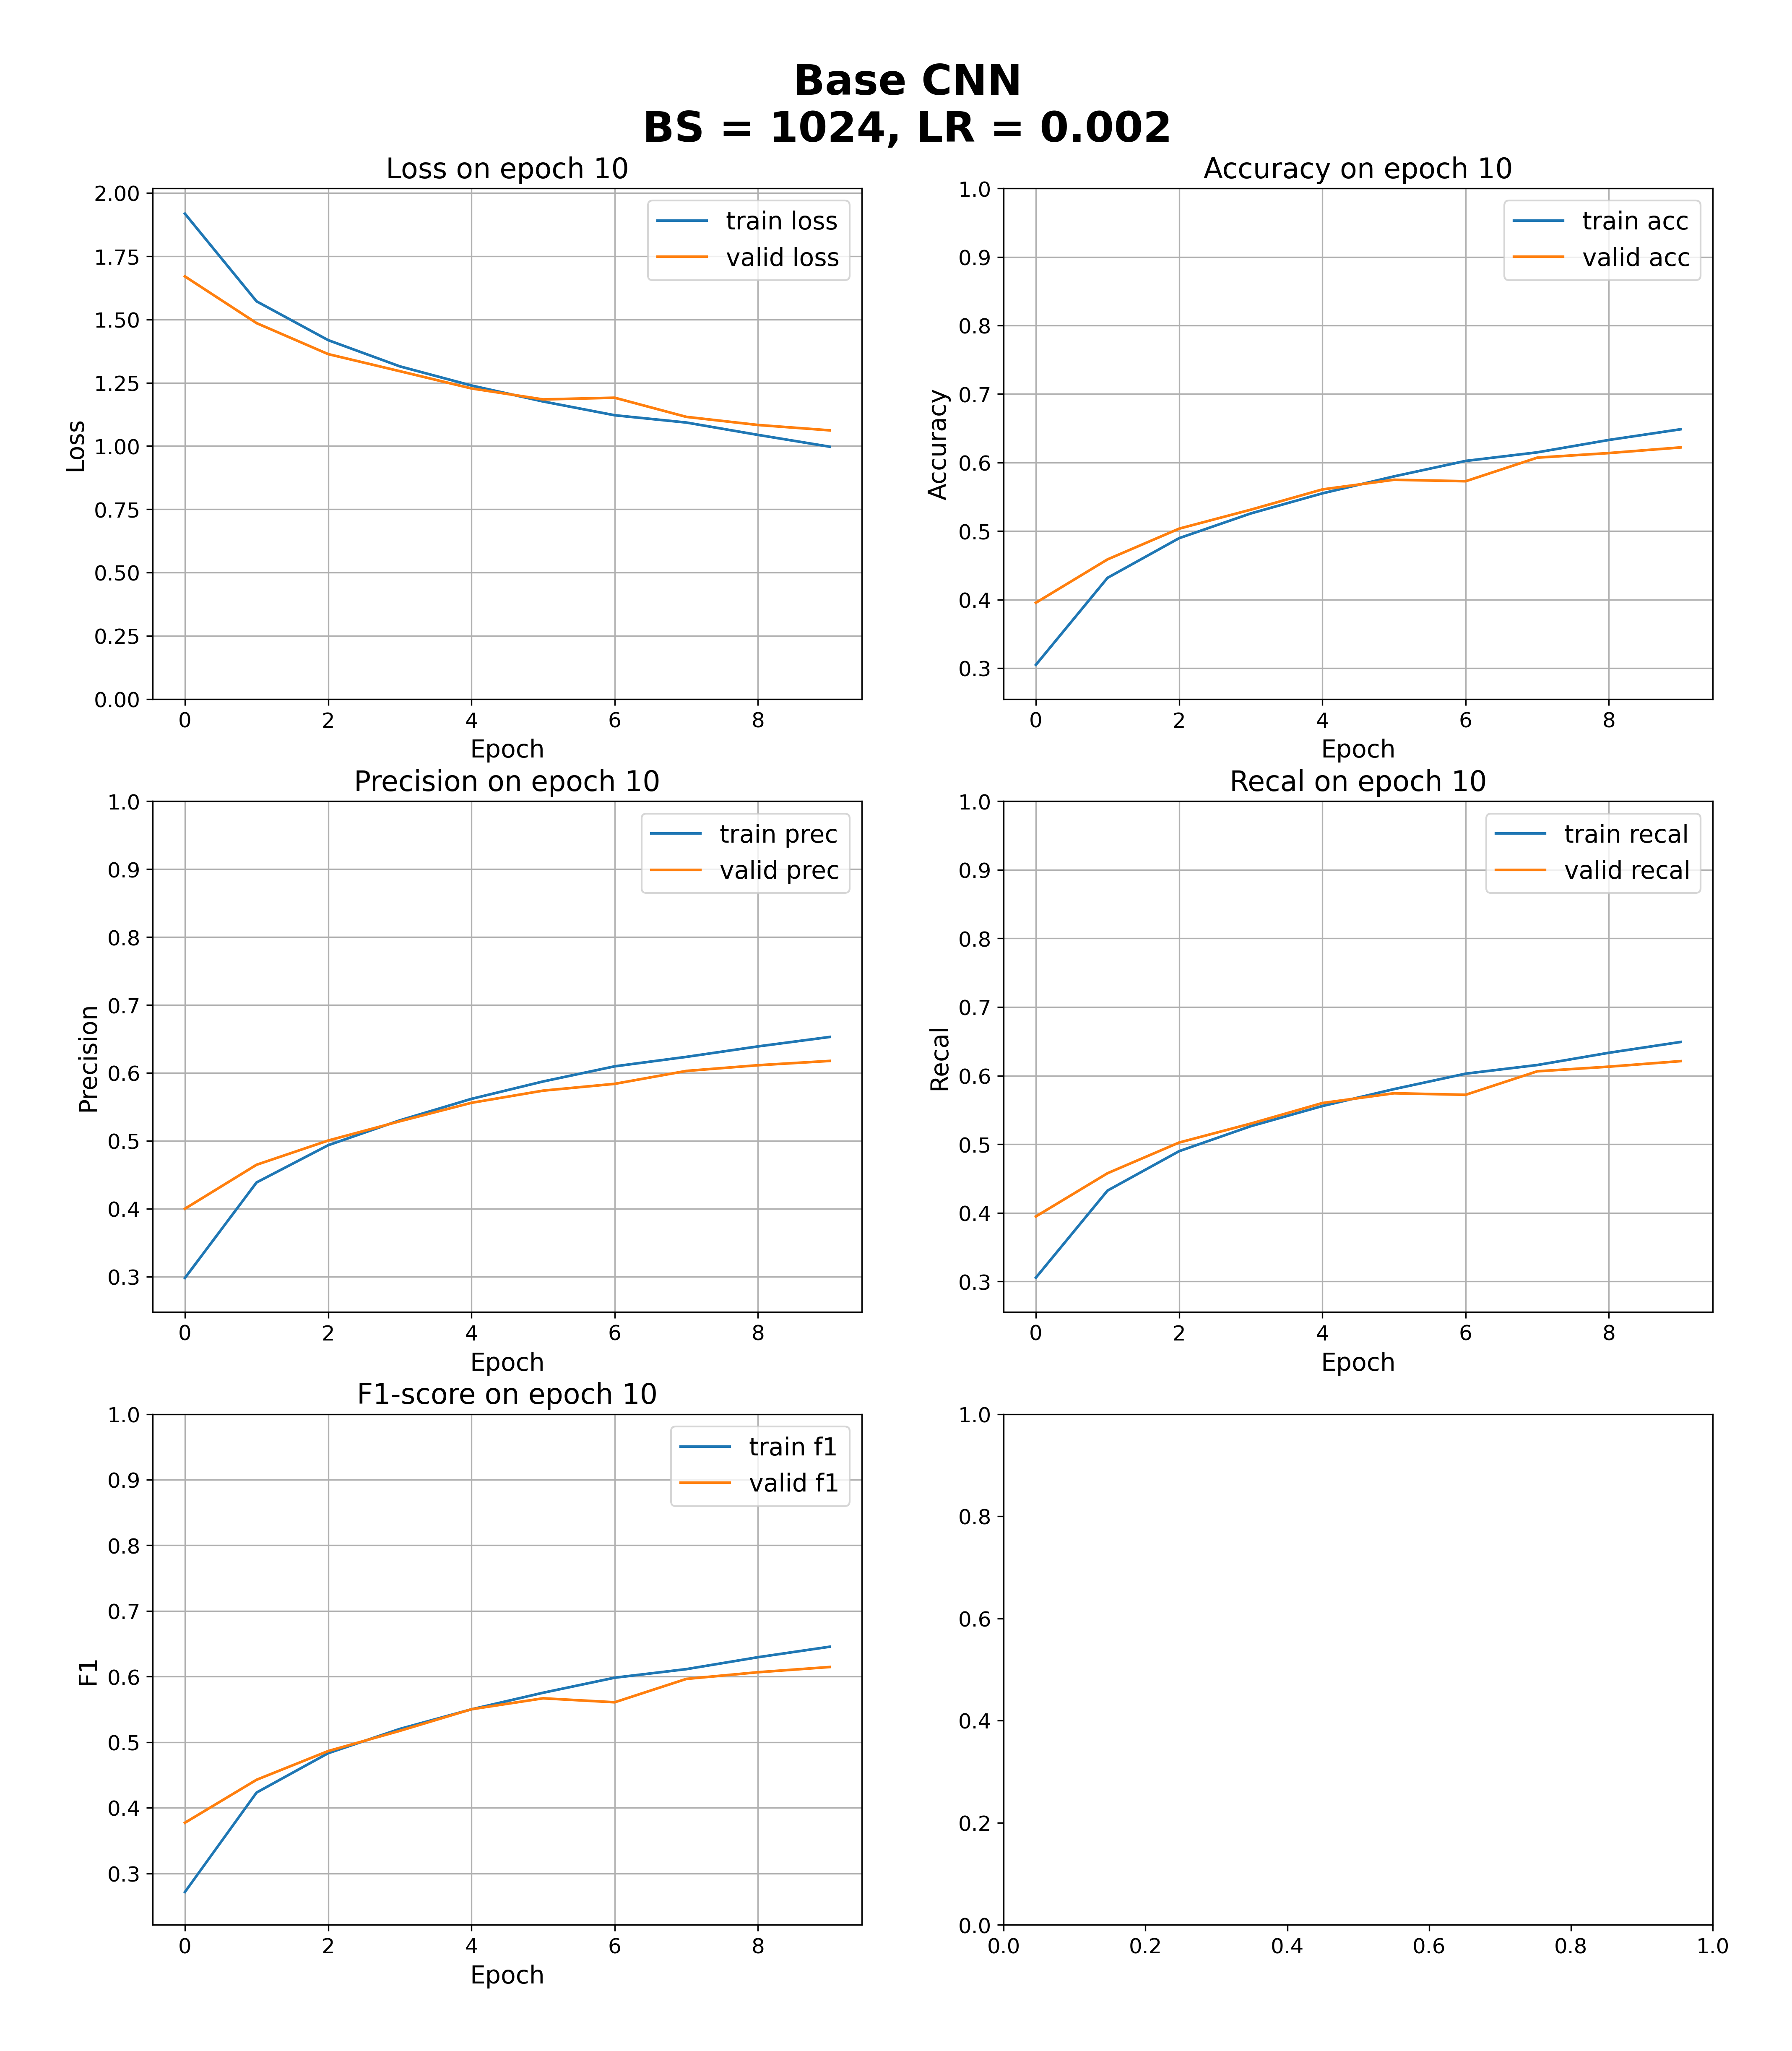 Base CNN
BS = 1024, LR = 0.002
Loss on epoch 10
2.00
1.75
1.50
1.25
1.00
0.75
0.50
0.25
0.00
Loss
train loss
valid loss
0 2 4 6 8
Epoch
Accuracy on epoch 10
1.0
0.9
0.8
0.7
0.6
0.5
0.4
0.3
Accuracy
train acc
valid acc
0 2 4 6 8
Epoch
Precision on epoch 10
1.0
0.9
0.8
0.7
0.6
0.5
0.4
0.3
Precision
train prec
valid prec
0 2 4 6 8
Epoch
Recal on epoch 10
1.0
0.9
0.8
0.7
0.6
0.5
0.4
0.3
Recal
train recal
valid recal
0 2 4 6 8
Epoch
F1-score on epoch 10
1.0
0.9
0.8
0.7
0.6
0.5
0.4
0.3
F1
train f1
valid f1
0 2 4 6 8
Epoch
1.0
0.8
0.6
0.4
0.2
0.0
0.0 0.2 0.4 0.6 0.8 1.0